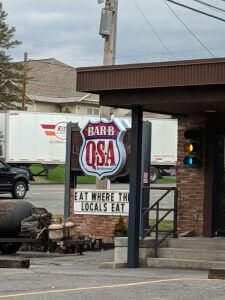 BAR-B
QSA
EAT WHERE THE
LOCALS EAT